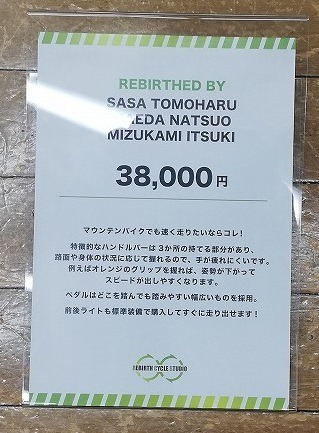 REBIRTHED BY
SASA TOMOHARU
NATSUO
MIZUKAMI ITSUKI
38,000円
マウンテンバイクでも速く走りたいならコレ!
特徴的なハンドルバーは3か所の持てる部分があり、
路面や身体の状況に応じて握れるので、手が疲れにくいです。
例えばオレンジのグリップを握れば、姿勢が下がって
スピードが出しやすくなります。
ペダルはどこを踏んでも踏みやすい幅広いものを採用。
前後ライトも標準装備で購入してすぐに走り出せます!
REBIRTH CYCLE STUDIO